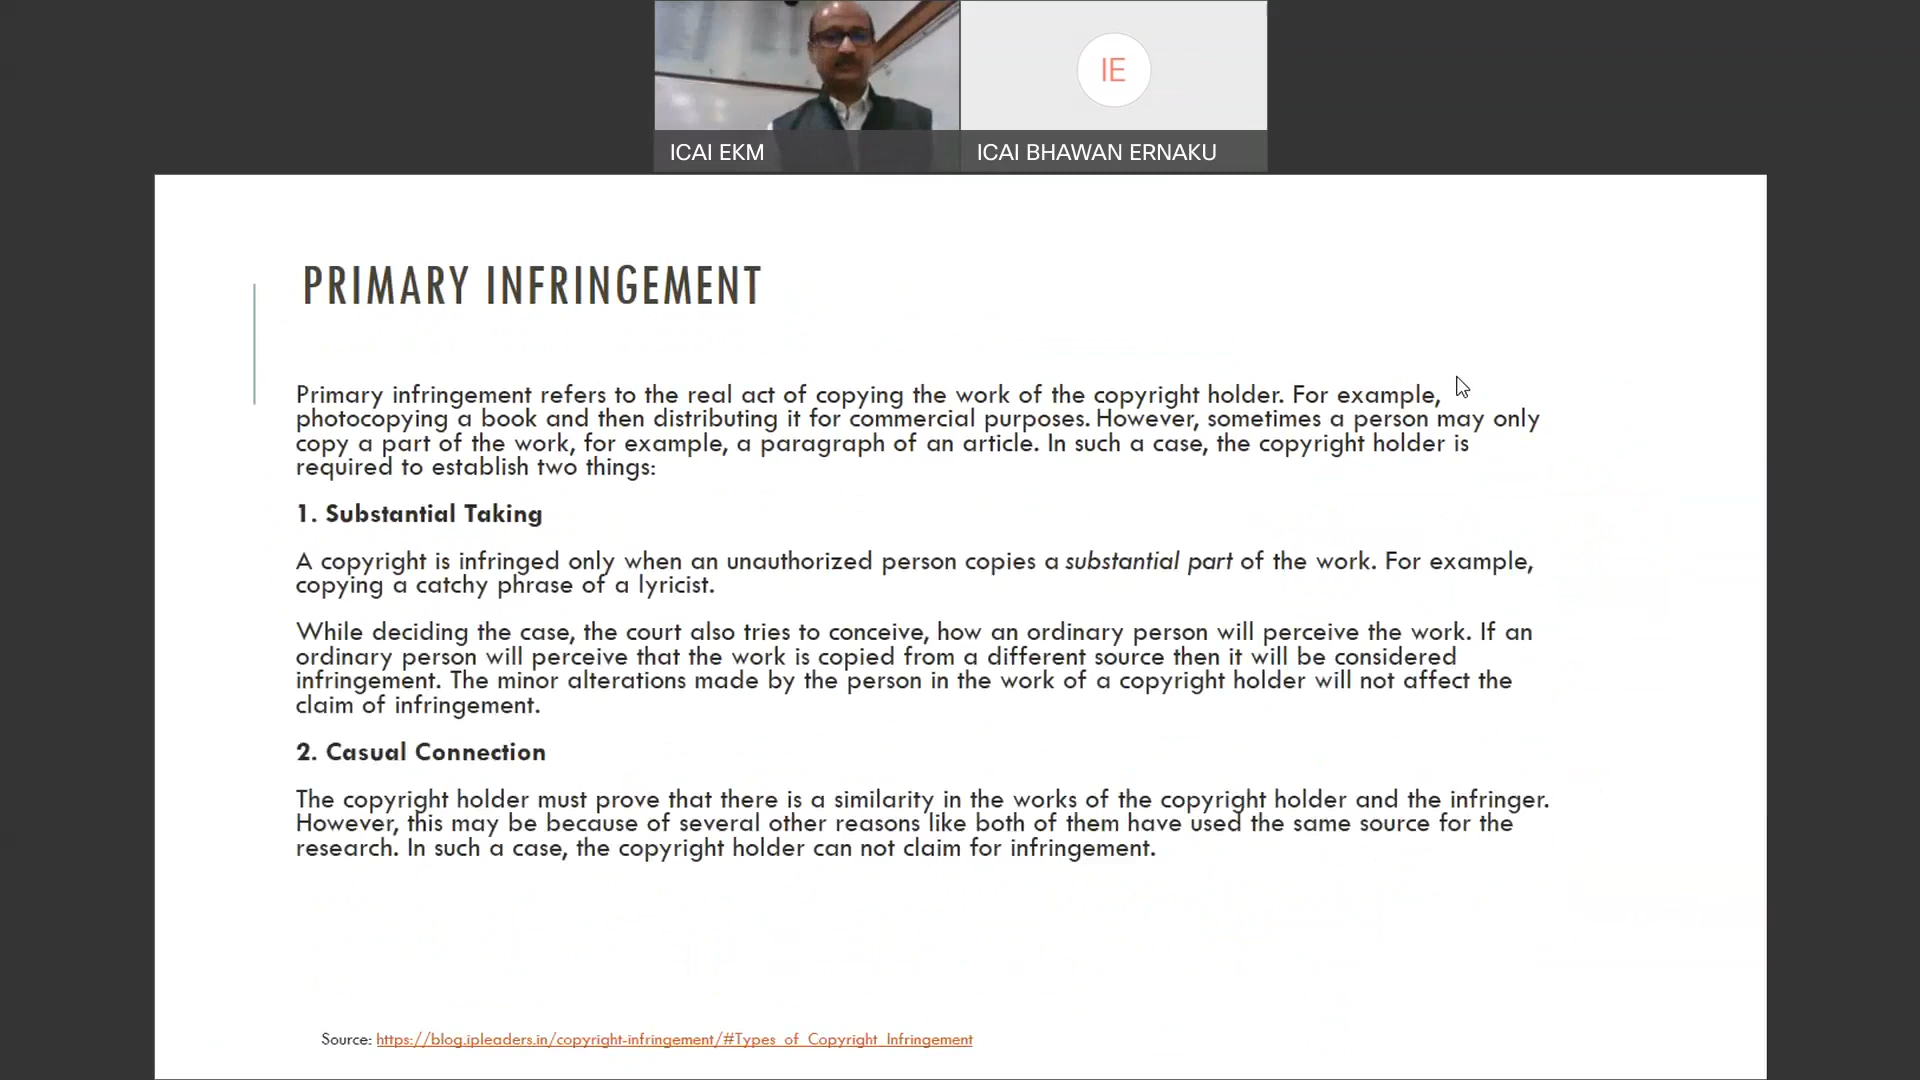 IE
ICAI EKM
ICAI BHAWAN ERNAKU
PRIMARY INFRINGEMENT
Primary infringement refers to the real act of copying the work of the copyright holder. For example,
photocopying a book and then distributing it for commercial purposes. However, sometimes a person may only
copy a part of the work, for example, a paragraph of an article. In such a case, the copyright holder is
required to establish two things:
1. Substantial Taking
A copyright is infringed only when an unauthorized person copies a substantial part of the work. For example,
copying a catchy phrase of a lyricist.
While deciding the case, the court also tries to conceive, how an ordinary person will perceive the work. If an
ordinary person will perceive that the work is copied from a different source then it will be considered
infringement. The minor alterations made by the person in the work of a copyright holder will not affect the
claim of infringement.
2. Casual Connection
The copyright holder must prove that there is a similarity in the works of the copyright holder and the infringer.
However, this may be because of several other reasons like both of them have used the same source for the
research. In such a case, the copyright holder can not claim for infringement.
Source: https://blog.ipleaders.in/copyright-infringement/#Types_of_Copyright_Infringement